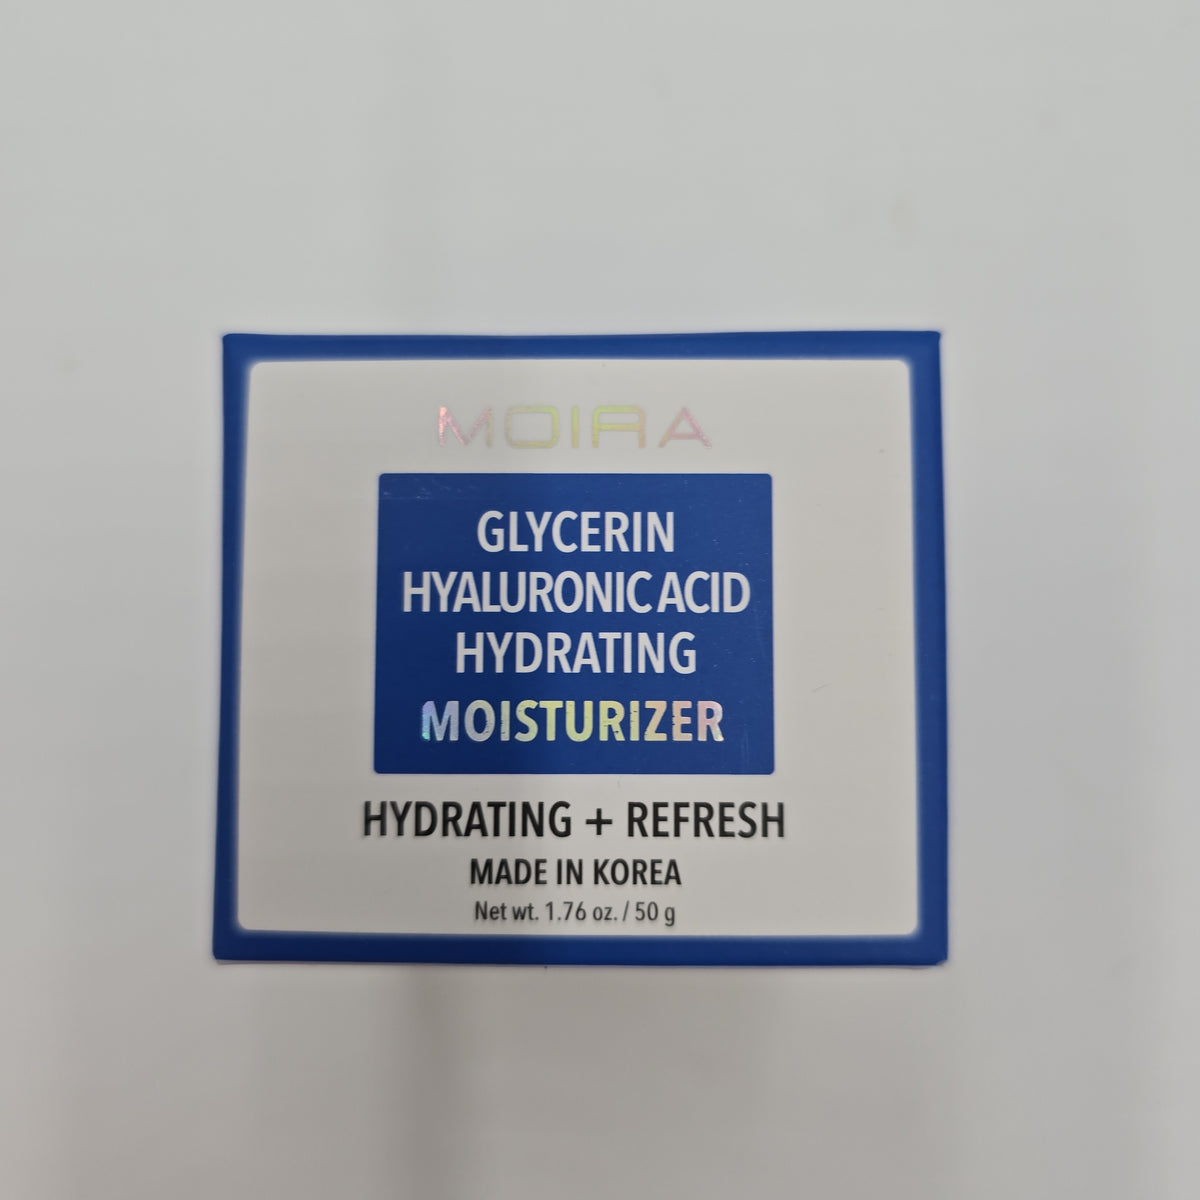 MOIRA
GLYCERIN
HYALURONIC ACID
HYDRATING
MOISTURIZER
HYDRATING + REFRESH
MADE IN KOREA
Net wt. 1.76 oz. / 50 g